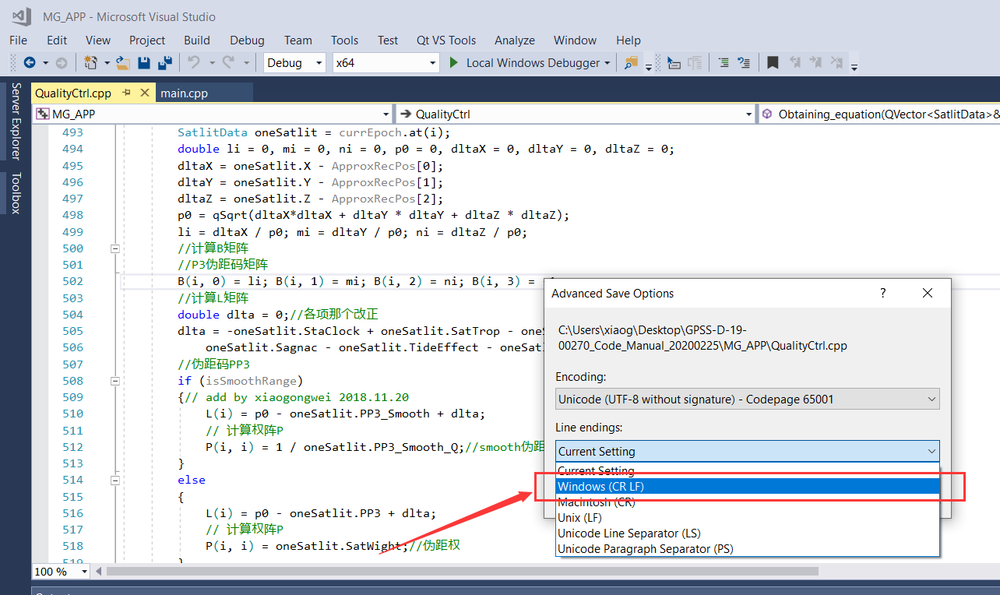 MG_APP - Microsoft Visual Studio
File Edit View Project Build Debug Team Tools Test Qt VS Tools Analyze Window Help
Debug x64 Local Windows Debugger
Server Explorer
Toolbox
QualityCtrl.cpp main.cpp
MG_APP QualityCtrl Obtaining_equation(QVector<SatlitData>&
493 SatlitData oneSatlit = currEpoch.at(i);
494 double li = 0, mi = 0, ni = 0, p0 = 0, dltaX = 0, dltaY = 0, dltaZ = 0;
495 dltaX = oneSatlit.X - ApproxRecPos[0];
496 dltaY = oneSatlit.Y - ApproxRecPos[1];
497 dltaZ = oneSatlit.Z - ApproxRecPos[2];
498 p0 = qSqrt(dltaX*dltaX + dltaY * dltaY + dltaZ * dltaZ);
499 li = dltaX / p0; mi = dltaY / p0; ni = dltaZ / p0;
500 //计算B矩阵
501 //P3伪距码矩阵
502 B(i, 0) = li; B(i, 1) = mi; B(i, 2) = ni; B(i, 3) =
503 //计算L矩阵
504 double dlta = 0;//各项那个改正
505 dlta = -oneSatlit.StaClock + oneSatlit.SatTrop - one
506 oneSatlit.Sagnac - oneSatlit.TideEffect - oneSatl
507 //伪距码PP3
508 if (isSmoothRange)
509 {// add by xiaogongwei 2018.11.20
510 L(i) = p0 - oneSatlit.PP3_Smooth + dlta;
511 // 计算权阵P
512 P(i, i) = 1 / oneSatlit.PP3_Smooth_Q;//smooth伪距
513 }
514 else
515 {
516 L(i) = p0 - oneSatlit.PP3 + dlta;
517 // 计算权阵P
518 P(i, i) = oneSatlit.SatWight;//伪距权
519 }
100 %
Advanced Save Options ?
C:\Users\xiaog\Desktop\GPSS-D-19-
00270_Code_Manual_20200225\MG_APP\QualityCtrl.cpp
Encoding:
Unicode (UTF-8 without signature) - Codepage 65001
Line endings:
Current Setting
Current Setting
Windows (CR LF)
Macintosh (CR)
Unix (LF)
Unicode Line Separator (LS)
Unicode Paragraph Separator (PS)